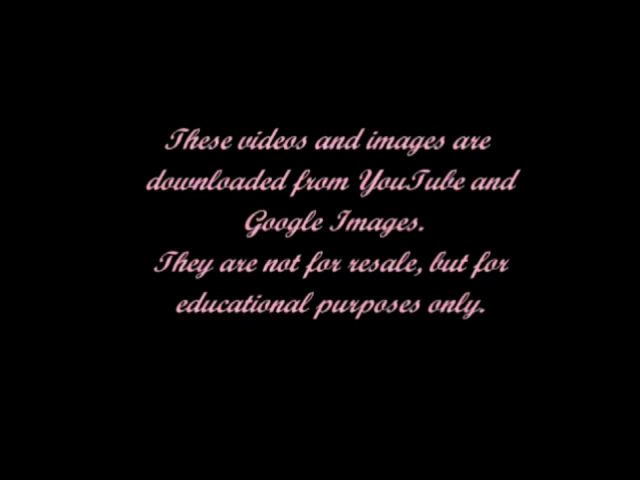 These videos and images are
downloaded from YouTube and
Google Images.
They are not for resale, but for
educational purposes only.